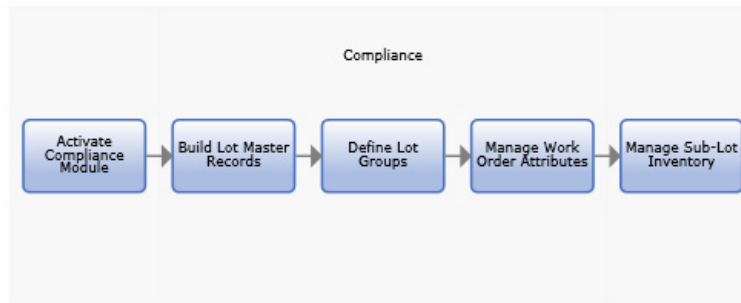 Compliance
Activate
Compliance
Module
Build Lot Master
Records
Define Lot
Groups
Manage Work
Order Attributes
Manage Sub-Lot
Inventory